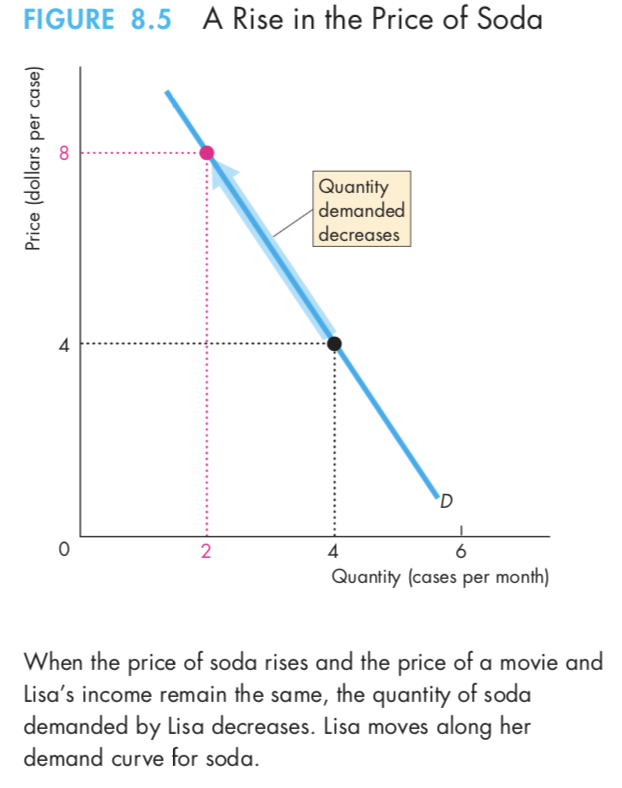 FIGURE 8.5 A Rise in the Price of Soda
Price (dollars per case)
8
Quantity
demanded
decreases
4
D
0
2
4
6
Quantity (cases per month)
When the price of soda rises and the price of a movie and
Lisa's income remain the same, the quantity of soda
demanded by Lisa decreases. Lisa moves along her
demand curve for soda.